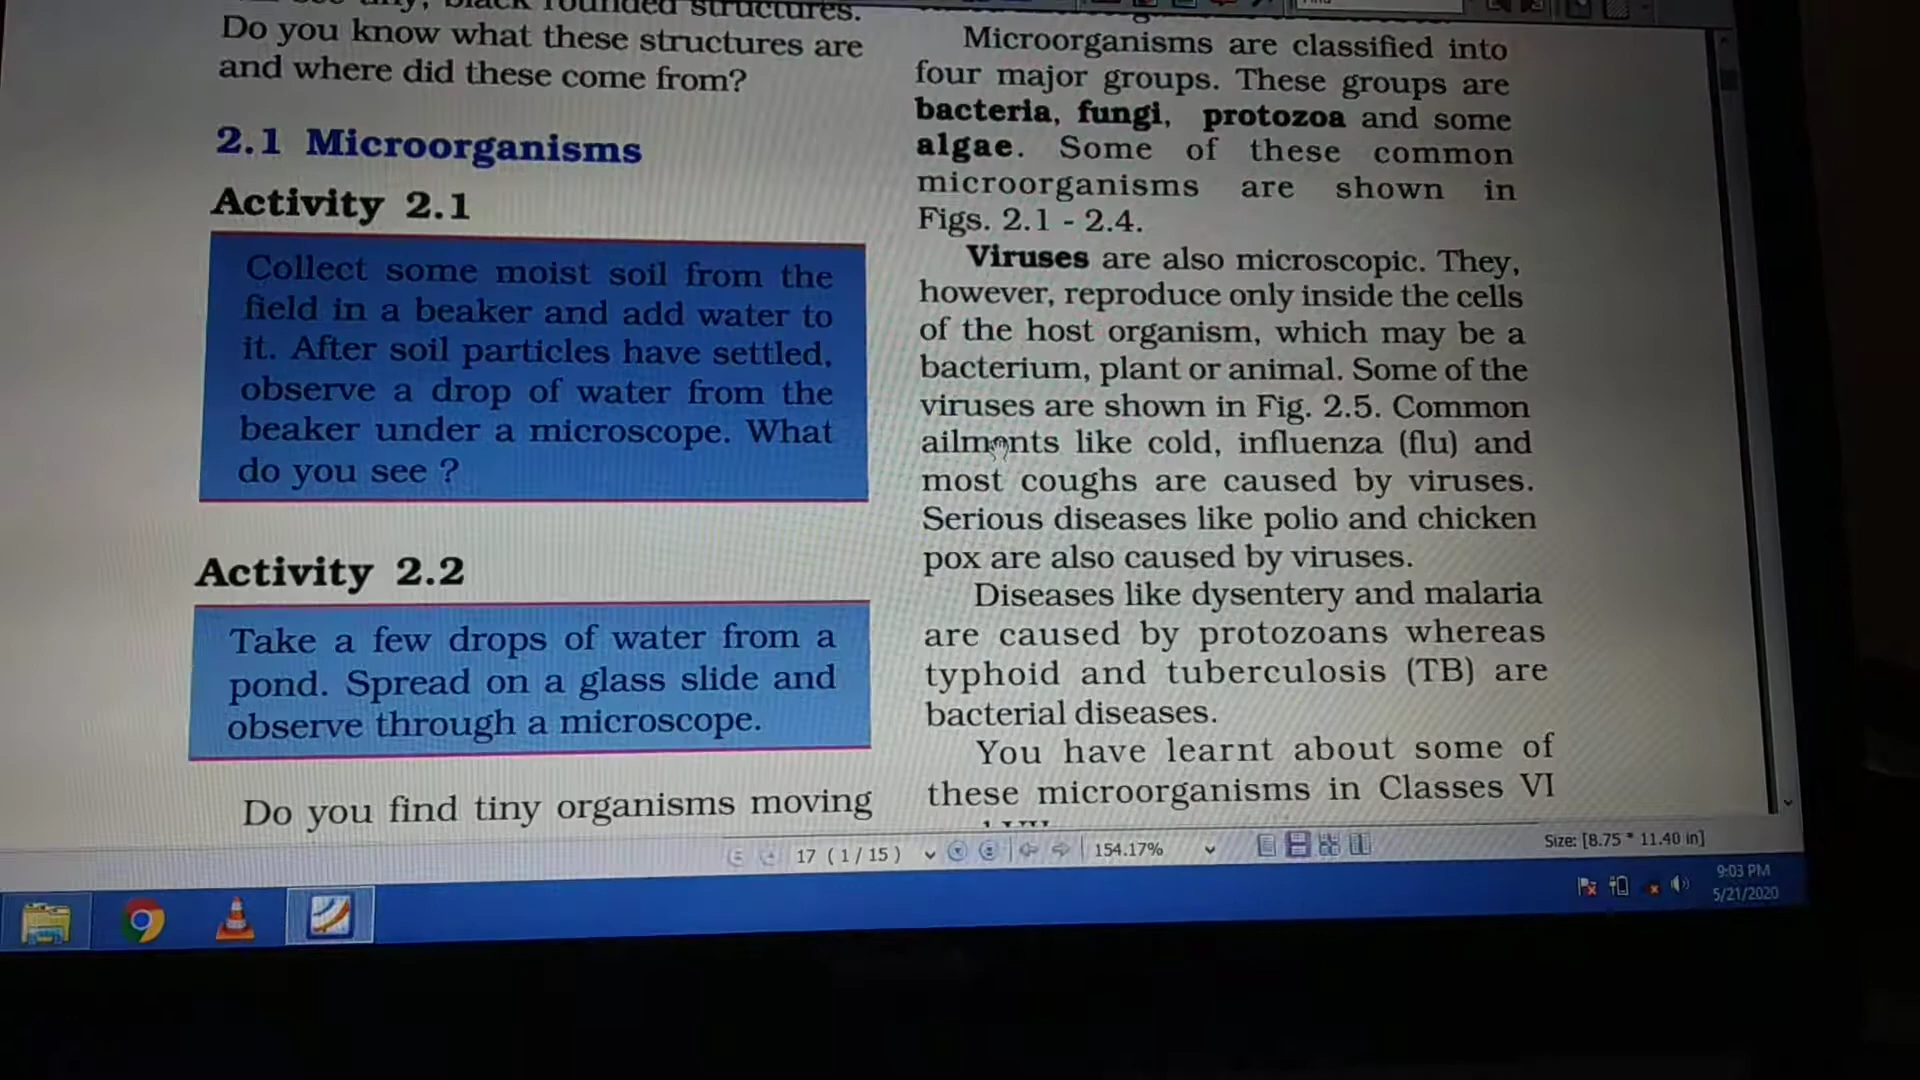 black rounded structures.
Do you know what these structures are
and where did these come from?
2.1 Microorganisms
Activity 2.1
Collect some moist soil from the
field in a beaker and add water to
it. After soil particles have settled,
observe a drop of water from the
beaker under a microscope. What
do you see ?
Activity 2.2
Take a few drops of water from a
pond. Spread on a glass slide and
observe through a microscope.
Do you find tiny organisms moving
Microorganisms are classified into
four major groups. These groups are
bacteria, fungi, protozoa and some
algae. Some of these common
microorganisms are shown in
Figs. 2.1 - 2.4.
Viruses are also microscopic. They,
however, reproduce only inside the cells
of the host organism, which may be a
bacterium, plant or animal. Some of the
viruses are shown in Fig. 2.5. Common
ailments like cold, influenza (flu) and
most coughs are caused by viruses.
Serious diseases like polio and chicken
pox are also caused by viruses.
Diseases like dysentery and malaria
are caused by protozoans whereas
typhoid and tuberculosis (TB) are
bacterial diseases.
You have learnt about some of
these microorganisms in Classes VI
17 (1/15)
154.17%
Size: [8.75 * 11.40 in]
9:03 PM
5/21/2020